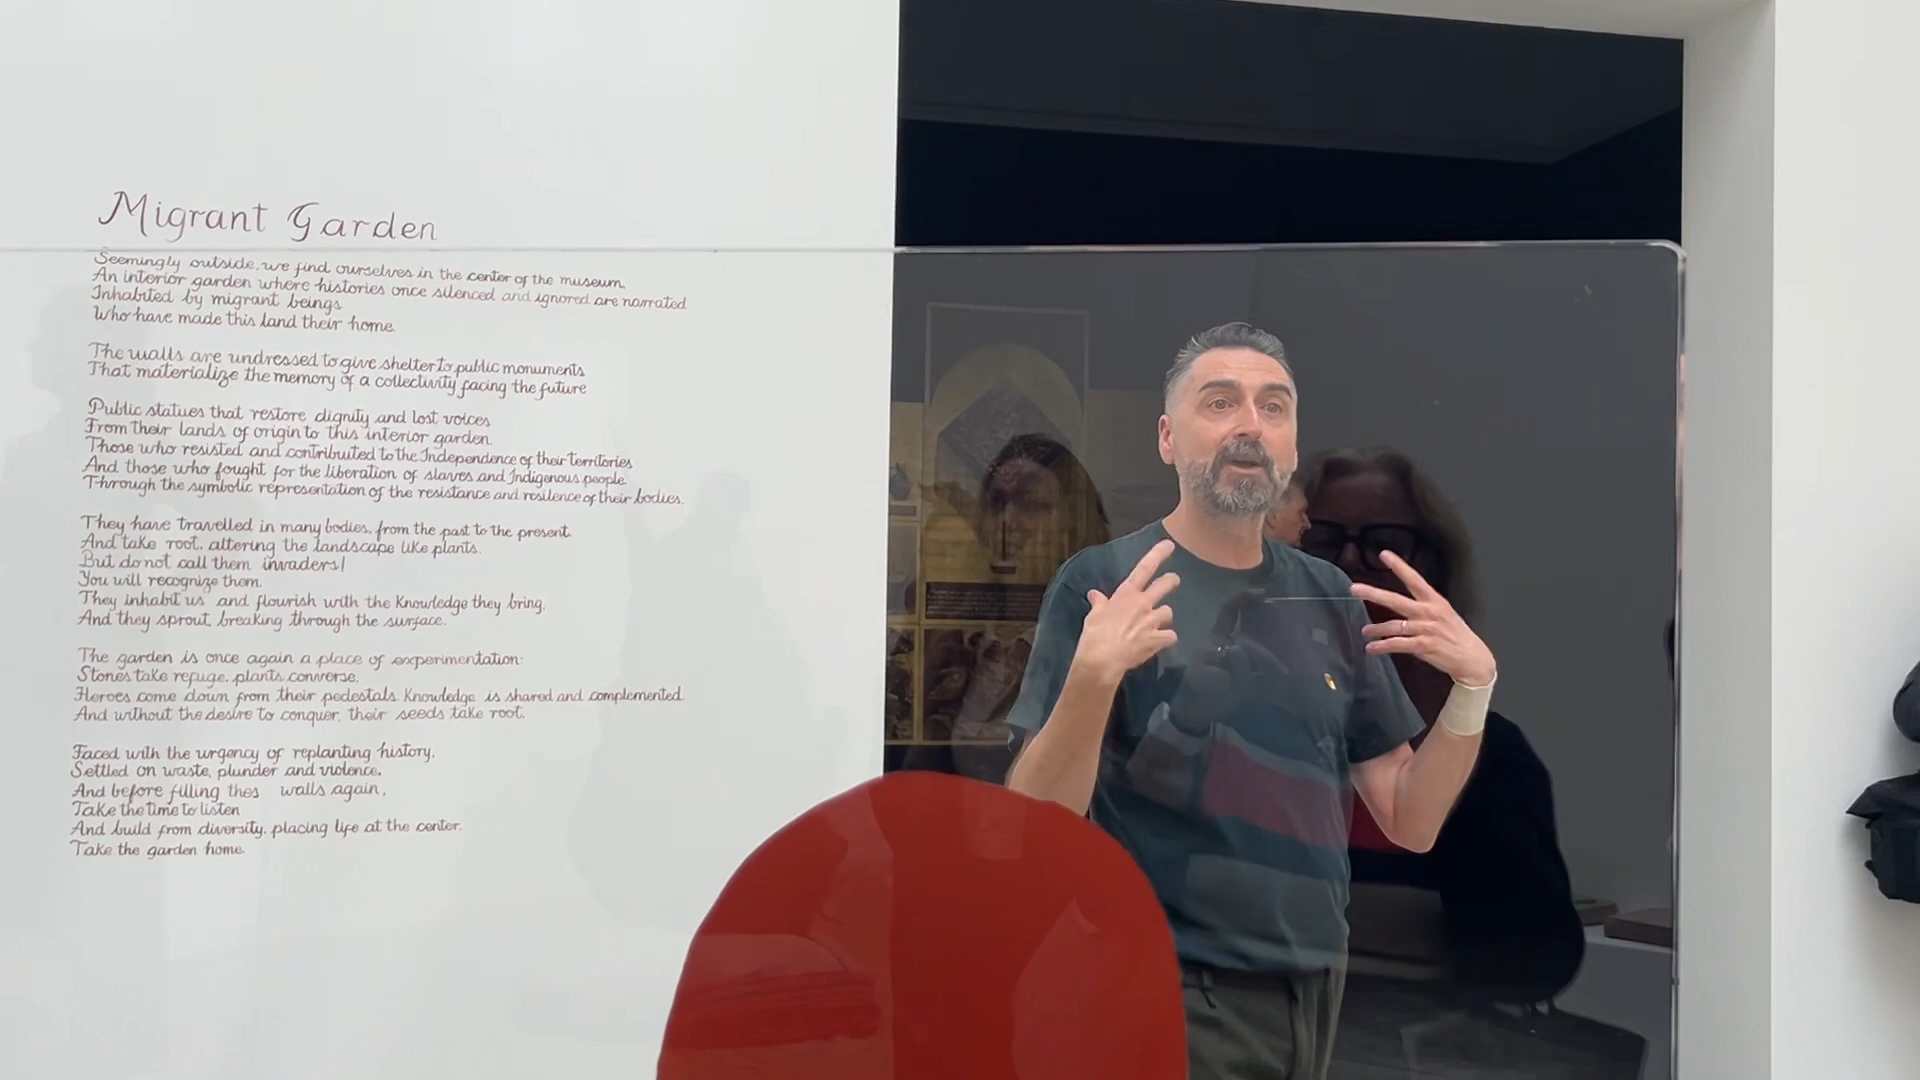 Migrant Garden
Seemingly outside, we find ourselves in the center of the museum.
An interior garden where histories once silenced and ignored are narrated
Inhabited by migrant beings
Who have made this land their home.
The walls are undressed to give shelter to public monuments
That materialize the memory of a collectivity facing the future
Public statues that restore dignity and lost voices
From their lands of origin to this interior garden.
Those who resisted and contributed to the Independence of their territories
And those who fought for the liberation of slaves and Indigenous people.
Through the symbolic representation of the resistance and resilence of their bodies.
They have travelled in many bodies, from the past to the present.
And take root, altering the landscape like plants.
But do not call them invaders!
You will recognize them.
They inhabit us and flourish with the Knowledge they bring,
And they sprout, breaking through the surface.
The garden is once again a place of experimentation:
Stones take refuge, plants converse,
Heroes come down from their pedestals. Knowledge is shared and complemented.
And without the desire to conquer, their seeds take root.
Faced with the urgency of replanting history,
Settled on waste, plunder and violence,
And before filling thes walls again,
Take the time to listen
And build from diversity, placing life at the center.
Take the garden home.